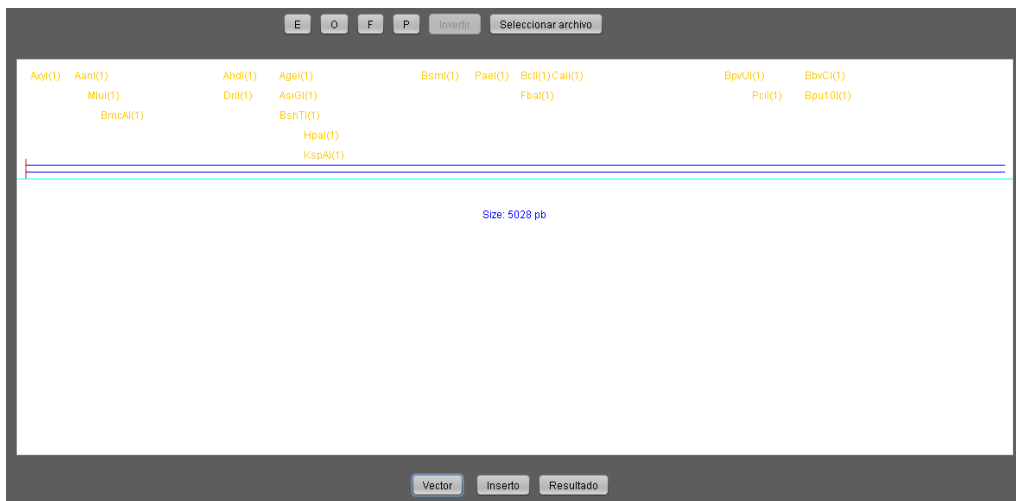 E O F P Invertir Seleccionar archivo
AxyI(1) AanI(1) AhdI(1) AgeI(1) BsmI(1) PaeI(1) BclI(1) CaiI(1) BpvUI(1) BbvCI(1)
MluI(1) DriI(1) AsiGI(1) FbaI(1) PciI(1) Bpu10I(1)
BmcAI(1) BshTI(1)
HpaI(1)
KspAI(1)
Size: 5028 pb
Vector Inserto Resultado